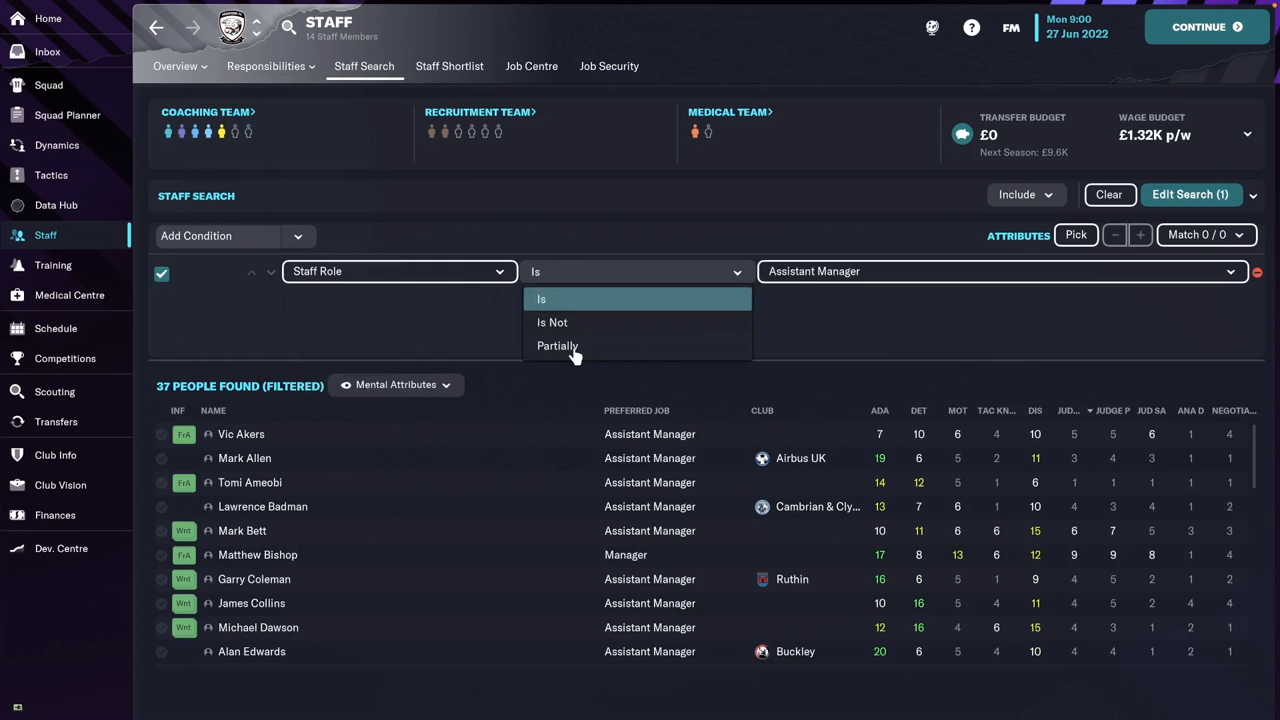 Home
Inbox
Squad
Squad Planner
Dynamics
Tactics
Data Hub
Staff
Training
Medical Centre
Schedule
Competitions
Scouting
Transfers
Club Info
Club Vision
Finances
Dev. Centre
STAFF
14 Staff Members
FM
Mon 9:00
27 Jun 2022
CONTINUE
Overview Responsibilities Staff Search Staff Shortlist Job Centre Job Security
COACHING TEAM> RECRUITMENT TEAM> MEDICAL TEAM>
TRANSFER BUDGET WAGE BUDGET
£0 £1.32K p/w
Next Season: £9.6K
STAFF SEARCH Include Clear Edit Search (1)
Add Condition ATTRIBUTES Pick - + Match 0 / 0
Staff Role Is Assistant Manager
Is
Is Not
Partially
37 PEOPLE FOUND (FILTERED) Mental Attributes
INF NAME PREFERRED JOB CLUB ADA DET MOT TAC KN... DIS JUD... JUDGE P JUD SA ANA D NEGOTIA...
FrA Vic Akers Assistant Manager 7 10 6 4 10 5 5 6 1 4
Mark Allen Assistant Manager Airbus UK 19 6 5 2 11 3 4 3 1 1
FrA Tomi Ameobi Assistant Manager 14 12 5 1 6 1 1 1 1 1
Lawrence Badman Assistant Manager Cambrian & Cly... 13 7 6 1 10 4 3 4 1 2
Wnt Mark Bett Assistant Manager 10 11 6 6 15 6 7 5 3 3
FrA Matthew Bishop Manager 17 8 13 6 12 9 9 8 1 4
Wnt Garry Coleman Assistant Manager Ruthin 16 6 5 1 9 4 5 2 1 2
Wnt James Collins Assistant Manager 10 16 5 4 11 4 5 2 4 4
Wnt Michael Dawson Assistant Manager 12 16 4 6 15 4 3 1 2 1
Alan Edwards Assistant Manager Buckley 20 6 5 4 10 4 4 1 2 1